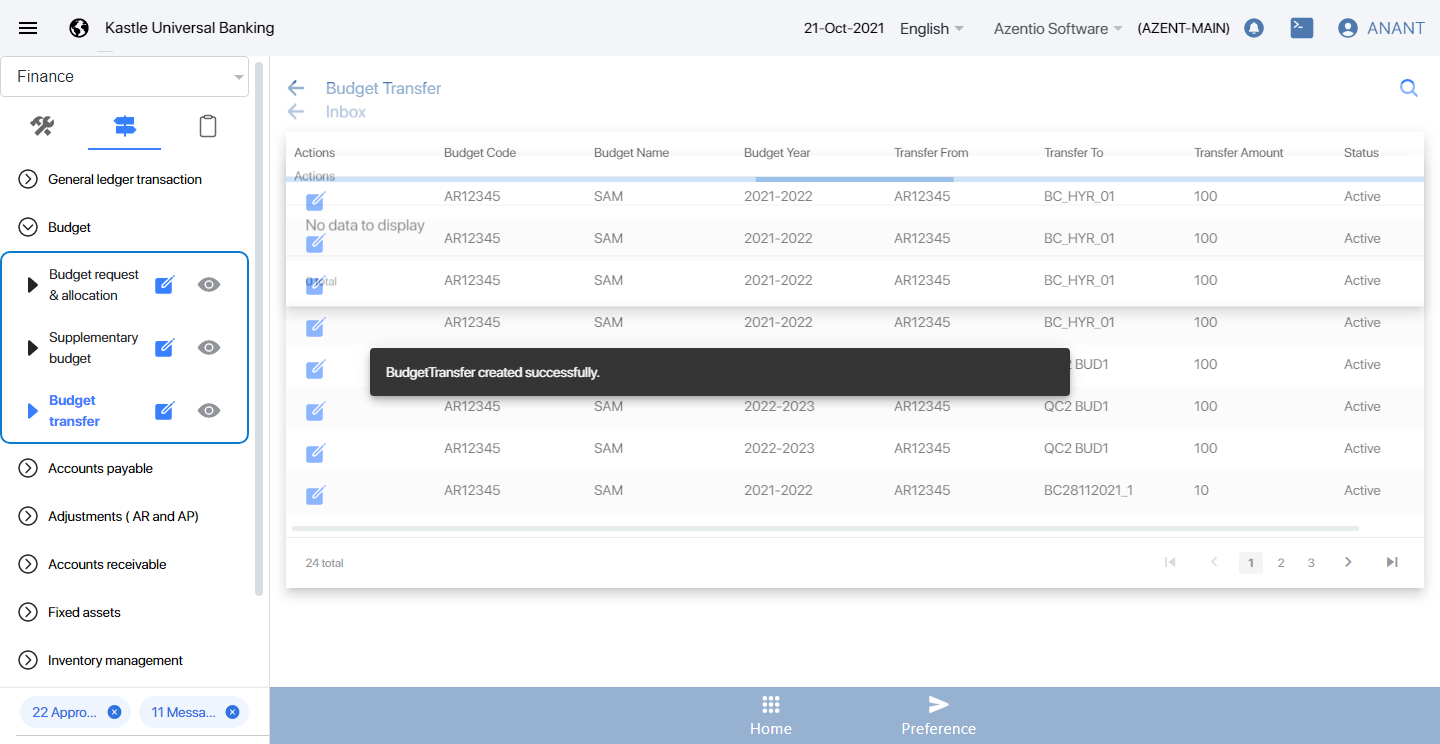 Kastle Universal Banking
21-Oct-2021 English Azentio Software (AZENT-MAIN) ANANT
Finance
General ledger transaction
Budget
Budget request
& allocation
Supplementary
budget
Budget
transfer
Accounts payable
Adjustments ( AR and AP)
Accounts receivable
Fixed assets
Inventory management
22 Appro...
11 Messa...
Budget Transfer
Inbox
Actions Budget Code Budget Name Budget Year Transfer From Transfer To Transfer Amount Status
Actions
AR12345 SAM 2021-2022 AR12345 BC_HYR_01 100 Active
No data to display
AR12345 SAM 2021-2022 AR12345 BC_HYR_01 100 Active
0 total
AR12345 SAM 2021-2022 AR12345 BC_HYR_01 100 Active
AR12345 SAM 2021-2022 AR12345 BC_HYR_01 100 Active
BUD1 100 Active
BudgetTransfer created successfully.
AR12345 SAM 2022-2023 AR12345 QC2 BUD1 100 Active
AR12345 SAM 2022-2023 AR12345 QC2 BUD1 100 Active
AR12345 SAM 2021-2022 AR12345 BC28112021_1 10 Active
24 total
1 2 3
Home
Preference